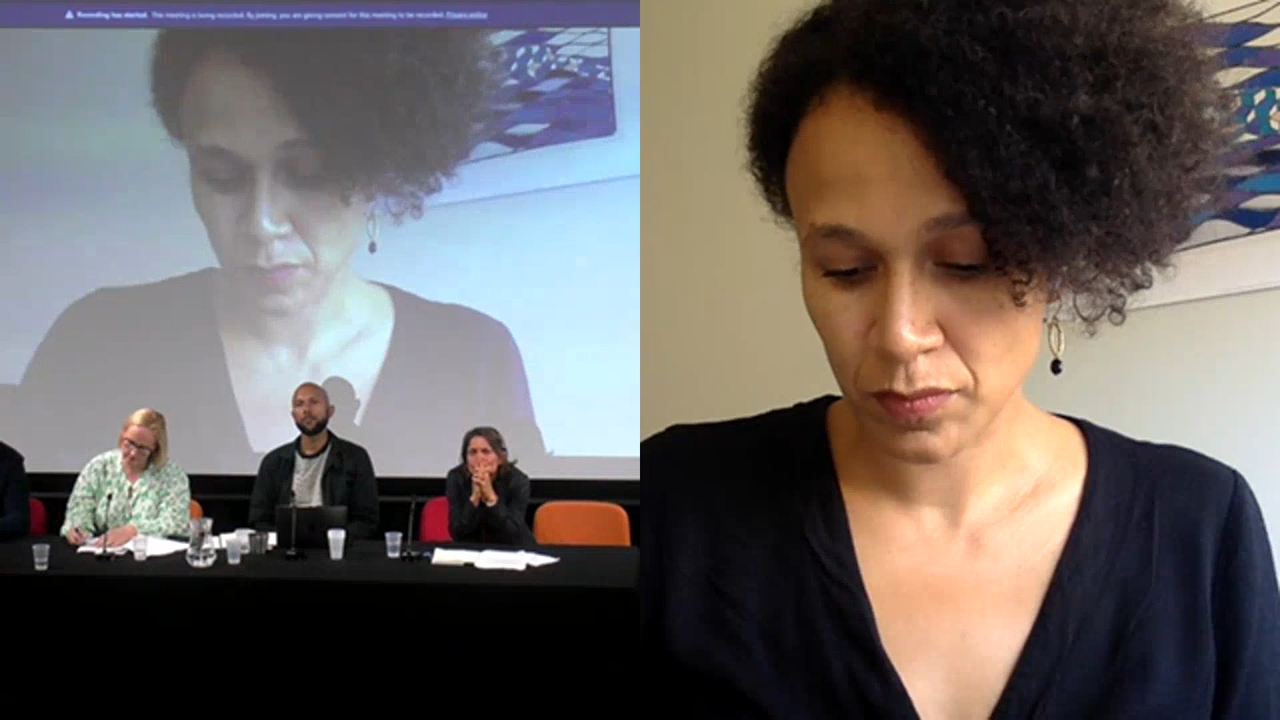 Recording has started. This meeting is being recorded. By joining, you are giving consent for this meeting to be recorded. Privacy policy